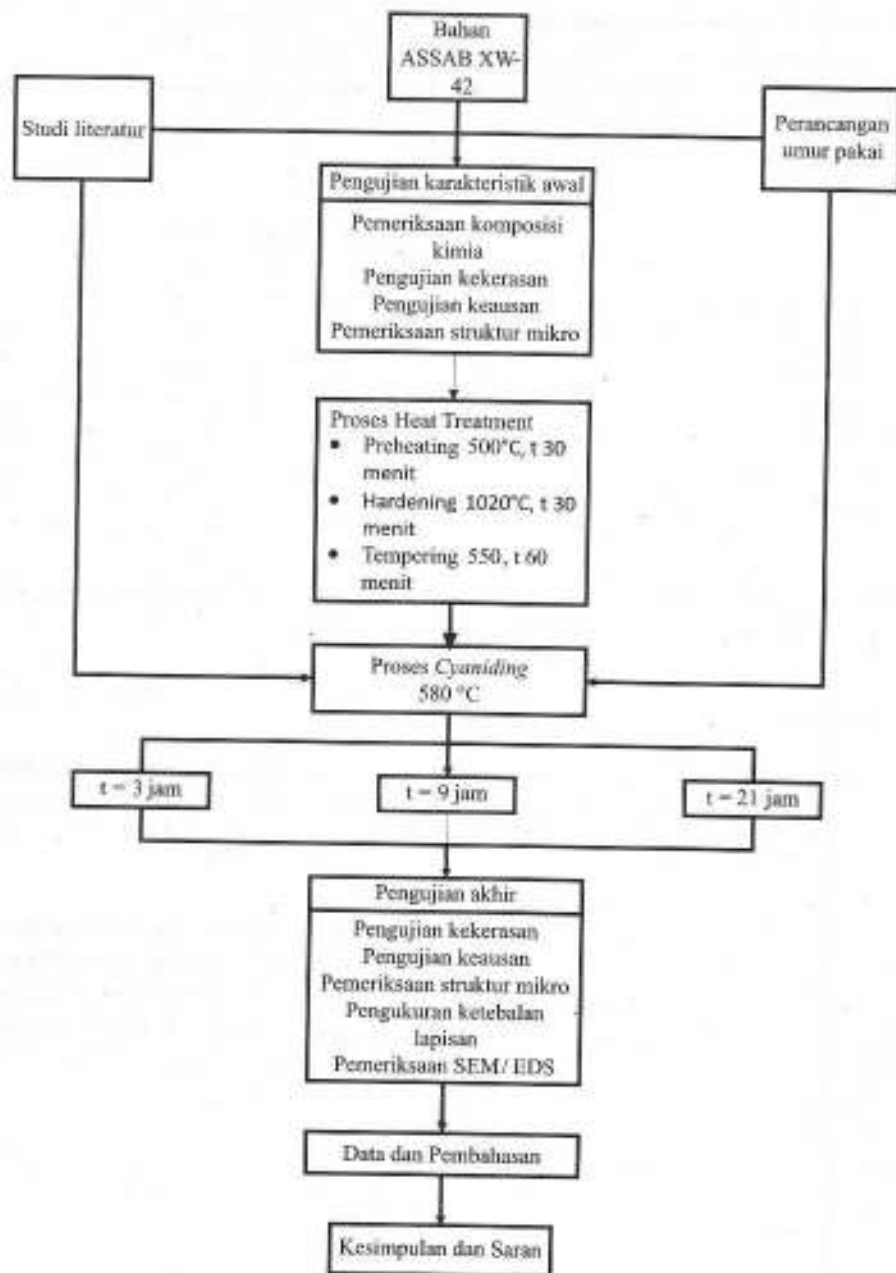 Bahan
ASSAB XW-
42
Studi literatur
Perancangan
umur pakai
Pengujian karakteristik awal
Pemeriksaan komposisi
kimia
Pengujian kekerasan
Pengujian keausan
Pemeriksaan struktur mikro
Proses Heat Treatment
• Preheating 500°C, t 30
menit
• Hardening 1020°C, t 30
menit
• Tempering 550, t 60
menit
Proses Cyaniding
580 °C
t = 3 jam
t = 9 jam
t = 21 jam
Pengujian akhir
Pengujian kekerasan
Pengujian keausan
Pemeriksaan struktur mikro
Pengukuran ketebalan
lapisan
Pemeriksaan SEM/ EDS
Data dan Pembahasan
Kesimpulan dan Saran